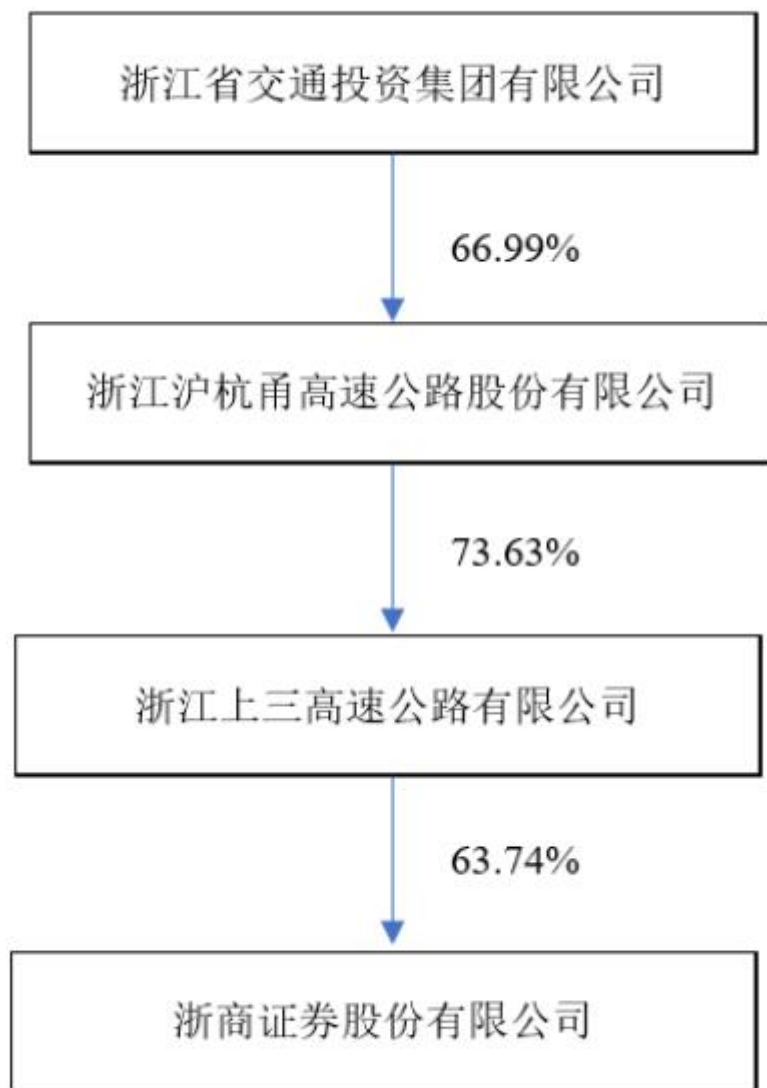 浙江省交通投资集团有限公司
66.99%
浙江沪杭甬高速公路股份有限公司
73.63%
浙江上三高速公路有限公司
63.74%
浙商证券股份有限公司